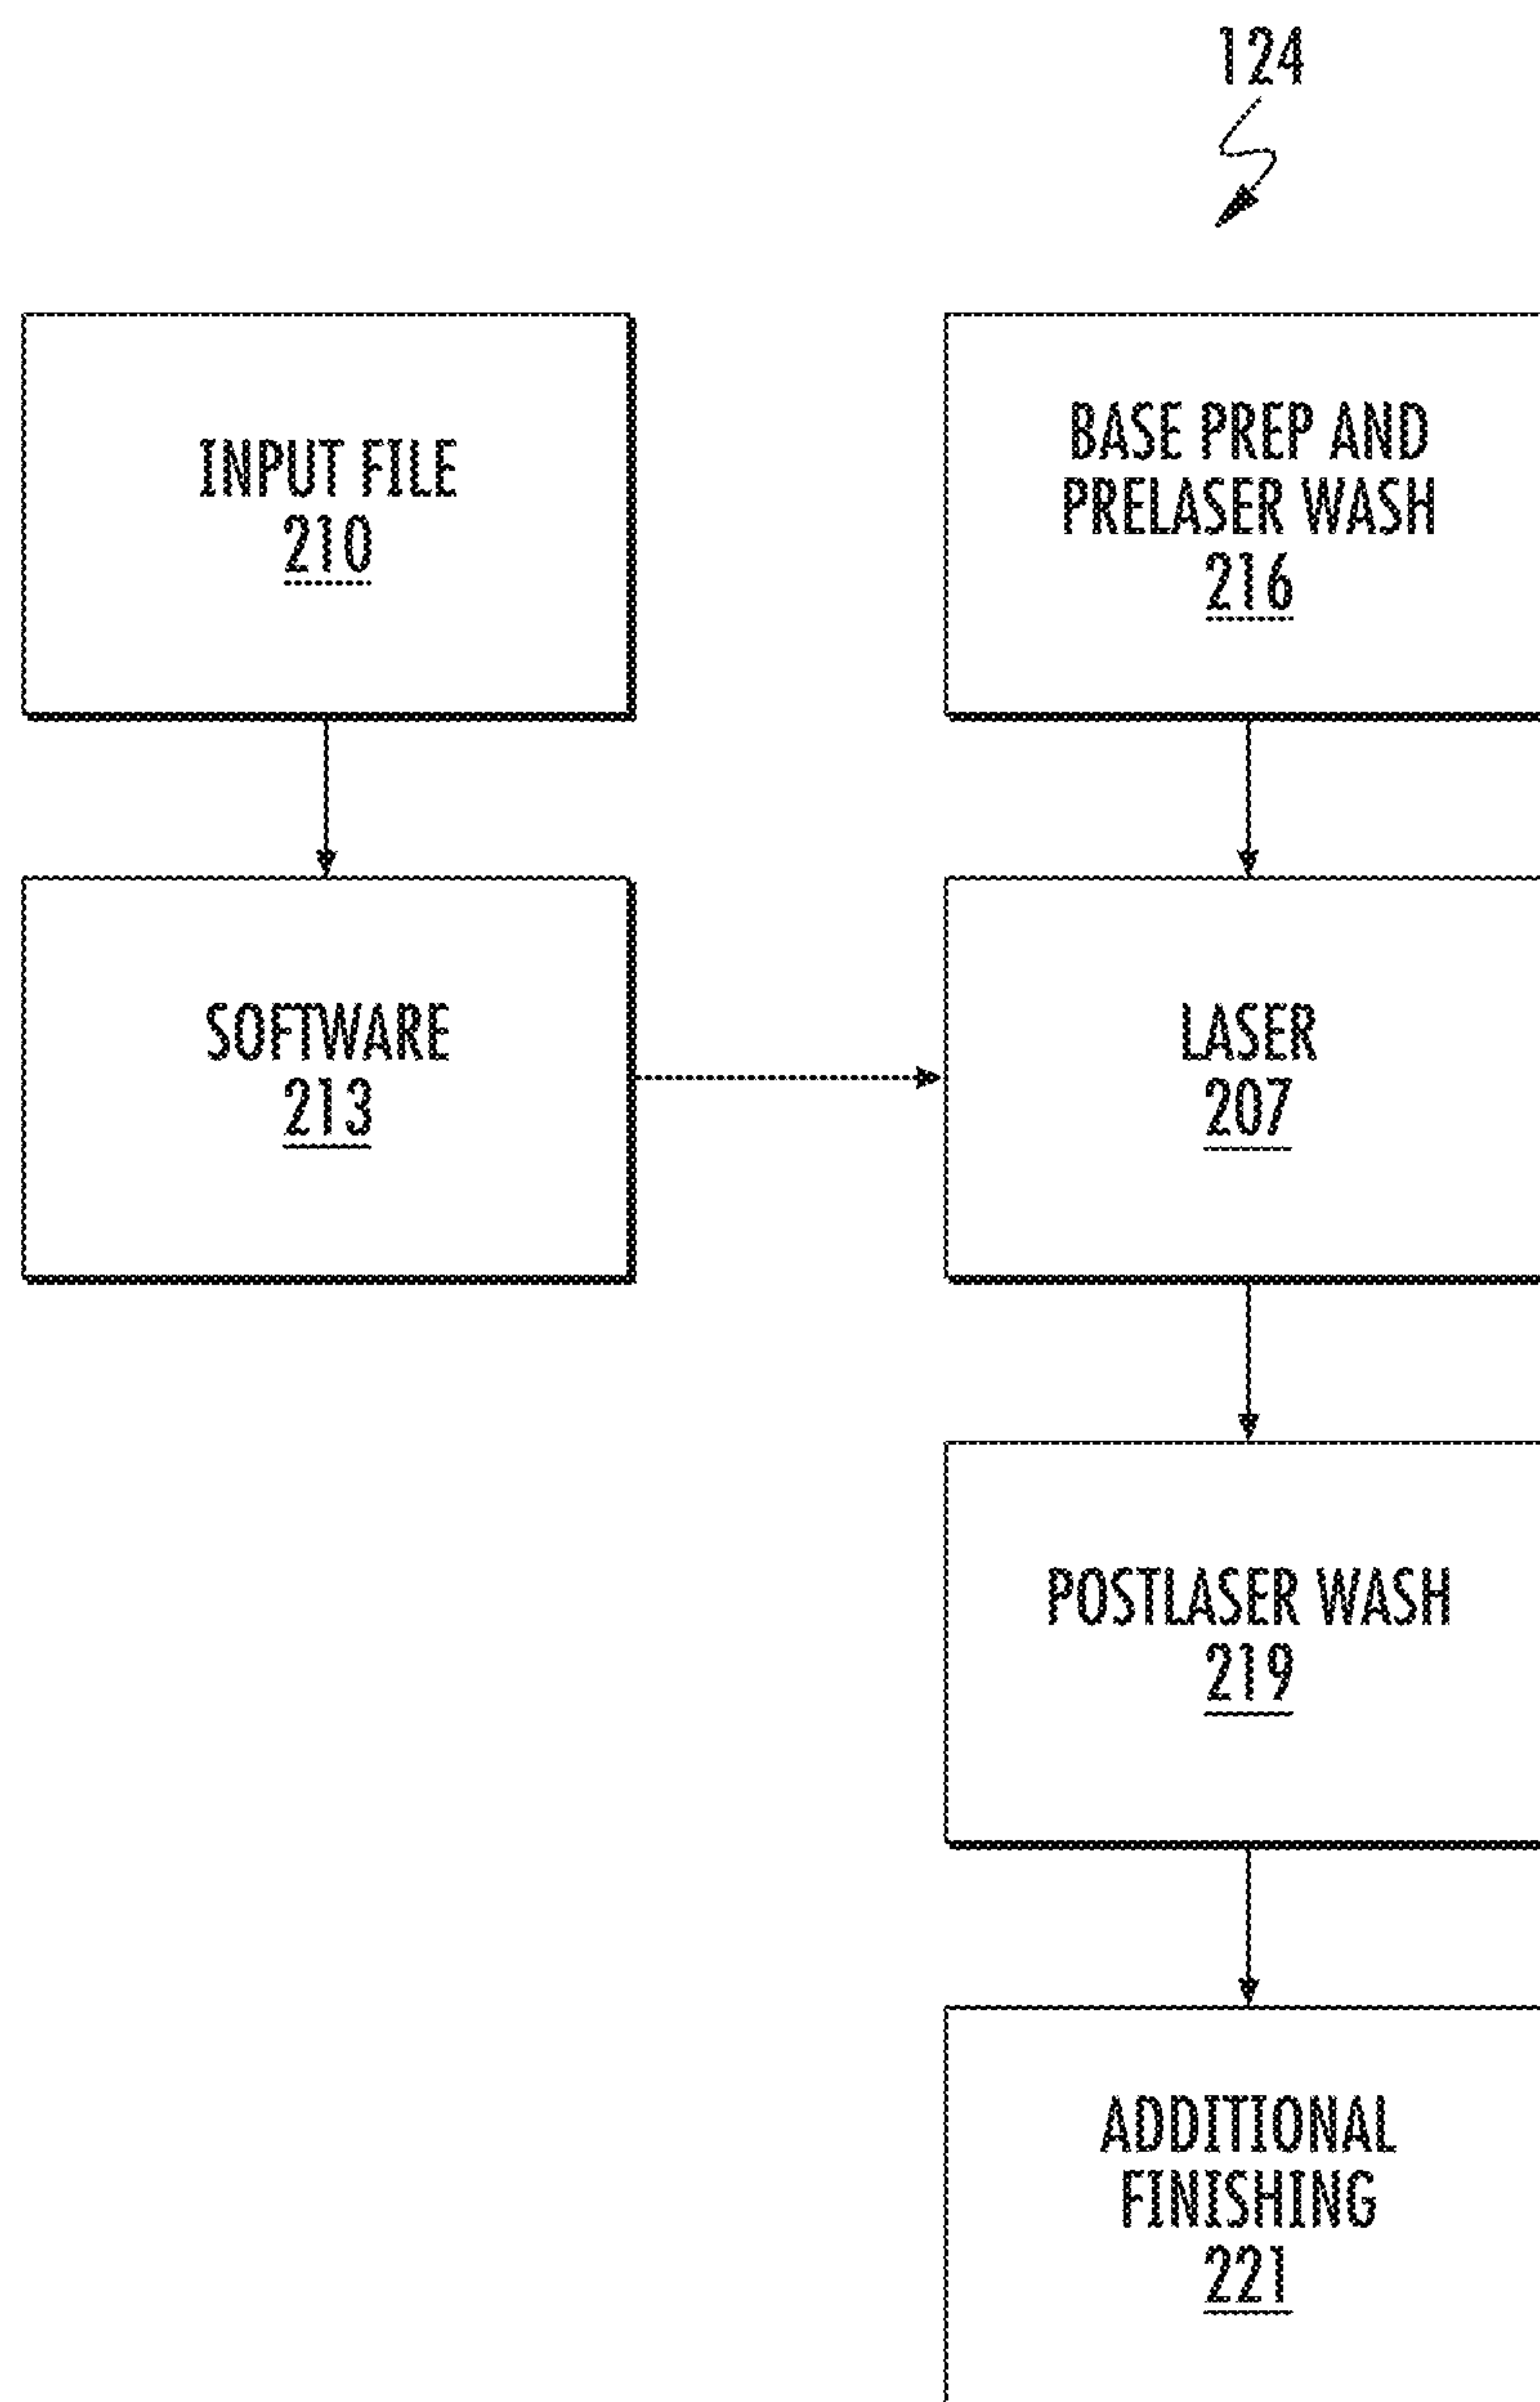 124
INPUT FILE
210
BASE PREP AND
PRELASER WASH
216
SOFTWARE
213
LASER
207
POSTLASER WASH
219
ADDITIONAL
FINISHING
221